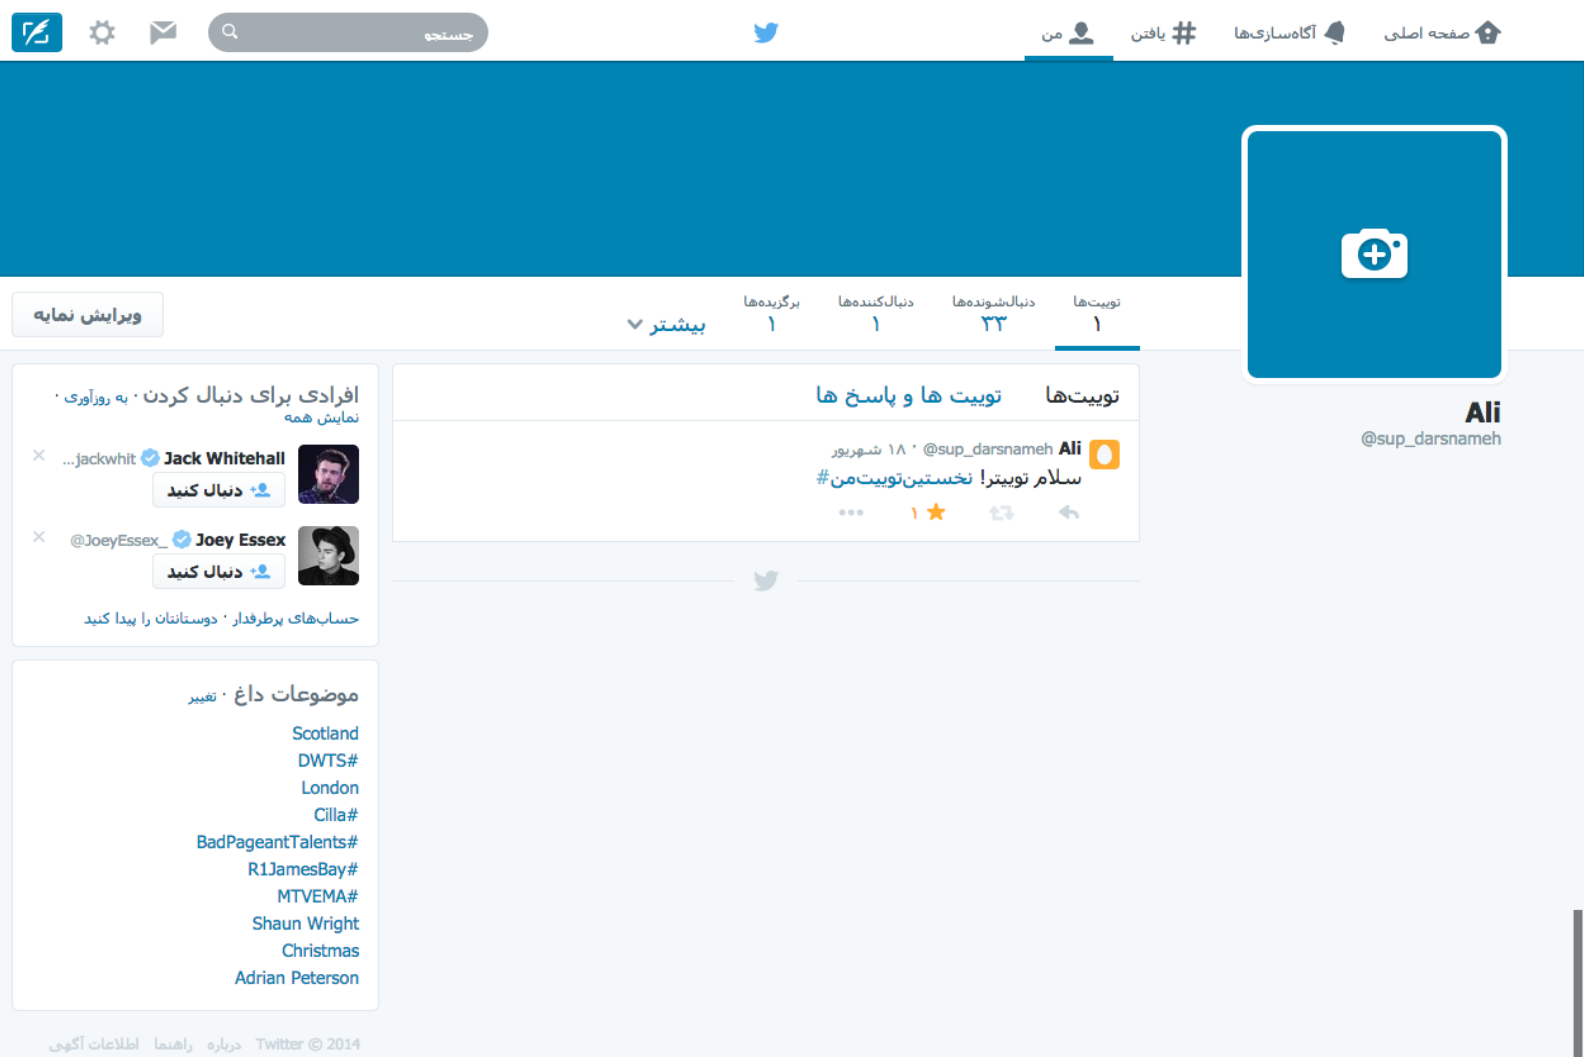 صفحه اصلی
آگاه‌سازی‌ها
یافتن
من
جستجو
توییت‌ها
۱
دنبال‌شونده‌ها
۳۳
دنبال‌کننده‌ها
۱
برگزیده‌ها
۱
بیشتر
ویرایش نمایه
Ali
@sup_darsnameh
توییت‌ها
توییت ها و پاسخ ها
Ali @sup_darsnameh · ۱۸ شهریور
سلام توییتر! نخستین‌توییت‌من#
۱
افرادی برای دنبال کردن · به روزآوری ·
نمایش همه
Jack Whitehall jackwhit...
دنبال کنید
Joey Essex @JoeyEssex_
دنبال کنید
حساب‌های پرطرفدار · دوستانتان را پیدا کنید
موضوعات داغ · تغییر
Scotland
DWTS#
London
Cilla#
BadPageantTalents#
R1JamesBay#
MTVEMA#
Shaun Wright
Christmas
Adrian Peterson
Twitter © 2014 درباره راهنما اطلاعات آگهی